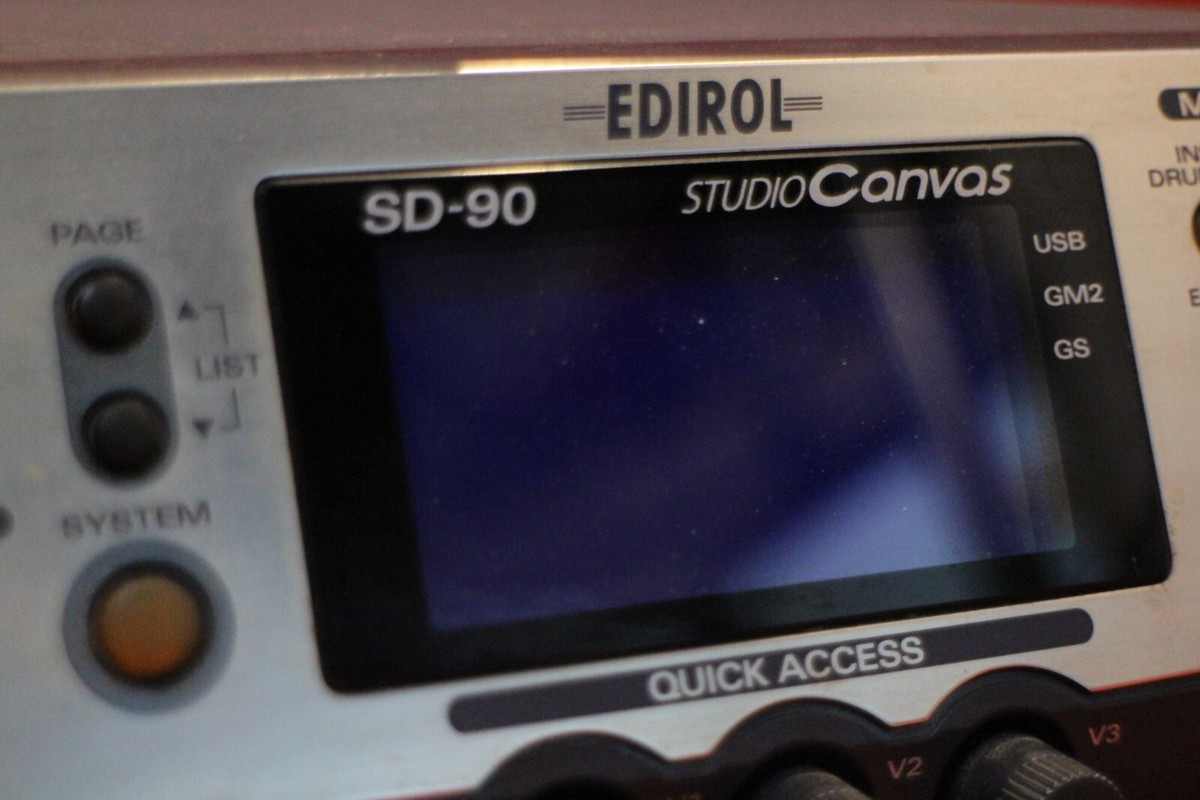 EDIROL
SD-90
STUDIO Canvas
USB
GM2
GS
PAGE
LIST
SYSTEM
QUICK ACCESS
V2
V3